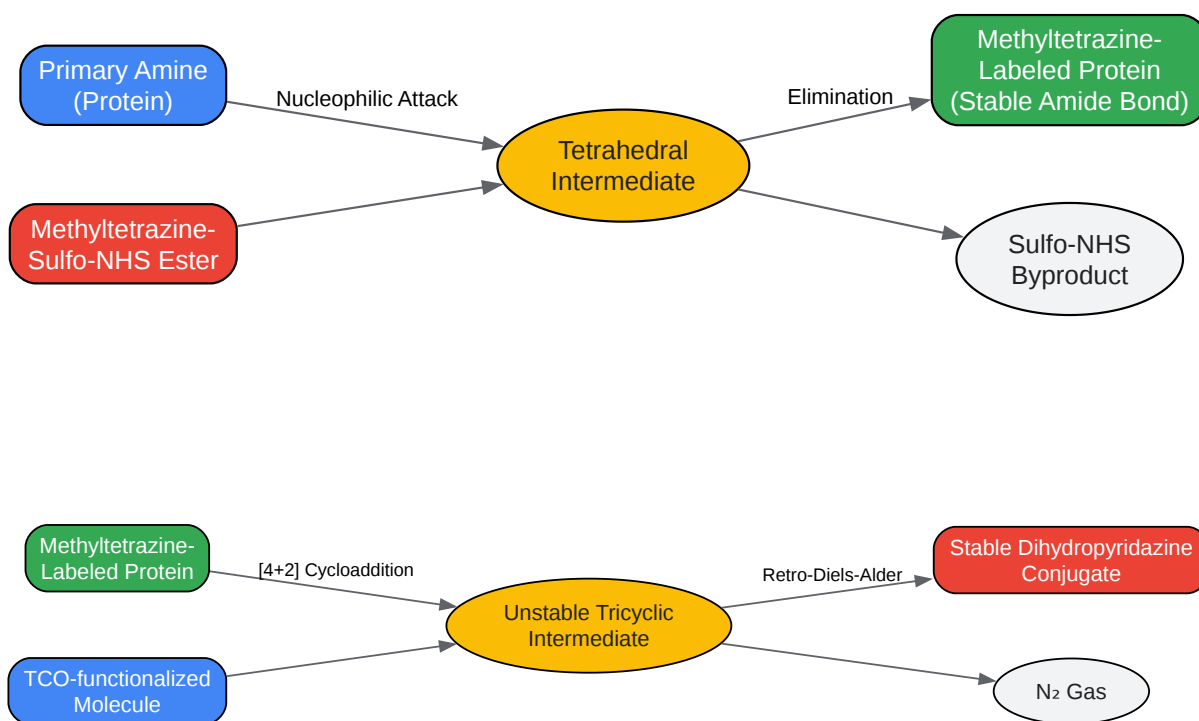 Primary Amine
(Protein)
Nucleophilic Attack
Methyltetrazine-
Sulfo-NHS Ester
Tetrahedral
Intermediate
Elimination
Methyltetrazine-
Labeled Protein
(Stable Amide Bond)
Sulfo-NHS
Byproduct
Methyltetrazine-
Labeled Protein
[4+2] Cycloaddition
TCO-functionalized
Molecule
Unstable Tricyclic
Intermediate
Retro-Diels-Alder
Stable Dihydropyridazine
Conjugate
N₂ Gas